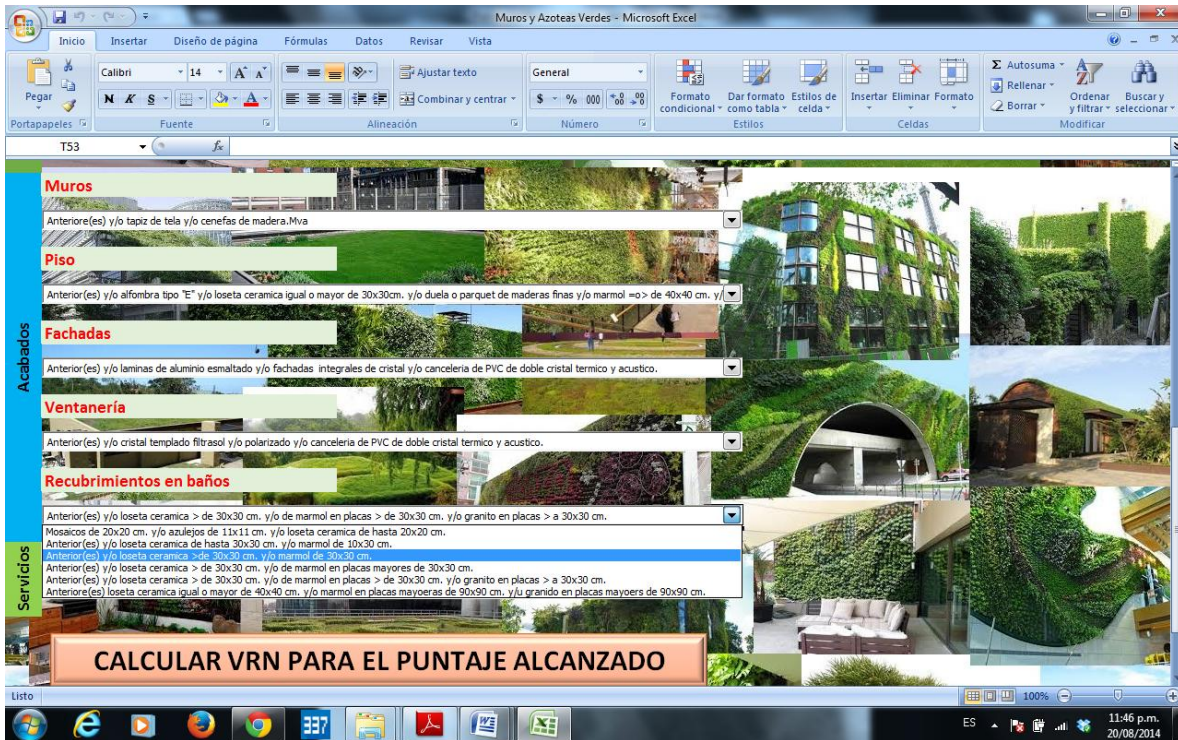 Muros y Azoteas Verdes - Microsoft Excel
Inicio Insertar Diseño de página Fórmulas Datos Revisar Vista
Pegar
Calibri 14
N K S
Ajustar texto
Combinar y centrar
General
$ % 000
Formato condicional
Dar formato como tabla
Estilos de celda
Insertar Eliminar Formato
Σ Autosuma
Rellenar
Borrar
Ordenar y filtrar
Buscar y seleccionar
Portapapeles Fuente Alineación Número Estilos Celdas Modificar
T53 fx
Acabados
Muros
Anteriore(es) y/o tapiz de tela y/o cenefas de madera.Mva
Piso
Anterior(es) y/o alfombra tipo "E" y/o loseta ceramica igual o mayor de 30x30cm. y/o duela o parquet de maderas finas y/o marmol =o> de 40x40 cm. y/
Fachadas
Anterior(es) y/o laminas de aluminio esmaltado y/o fachadas integrales de cristal y/o canceleria de PVC de doble cristal termico y acustico.
Ventanería
Anterior(es) y/o cristal templado filtrasol y/o polarizado y/o canceleria de PVC de doble cristal termico y acustico.
Recubrimientos en baños
Anterior(es) y/o loseta ceramica > de 30x30 cm. y/o de marmol en placas > de 30x30 cm. y/o granito en placas > a 30x30 cm.
Mosaicos de 20x20 cm. y/o azulejos de 11x11 cm. y/o loseta ceramica de hasta 20x20 cm.
Anterior(es) y/o loseta ceramica de hasta 30x30 cm. y/o marmol de 10x30 cm.
Anterior(es) y/o loseta ceramica >de 30x30 cm. y/o marmol de 30x30 cm.
Anterior(es) y/o loseta ceramica > de 30x30 cm. y/o de marmol en placas mayores de 30x30 cm.
Anterior(es) y/o loseta ceramica > de 30x30 cm. y/o de marmol en placas > de 30x30 cm. y/o granito en placas > a 30x30 cm.
Anteriore(es) loseta ceramica igual o mayor de 40x40 cm. y/o marmol en placas mayoeras de 90x90 cm. y/u granido en placas mayoers de 90x90 cm.
Servicios
CALCULAR VRN PARA EL PUNTAJE ALCANZADO
Listo 100%
337
ES
11:46 p.m.
20/08/2014